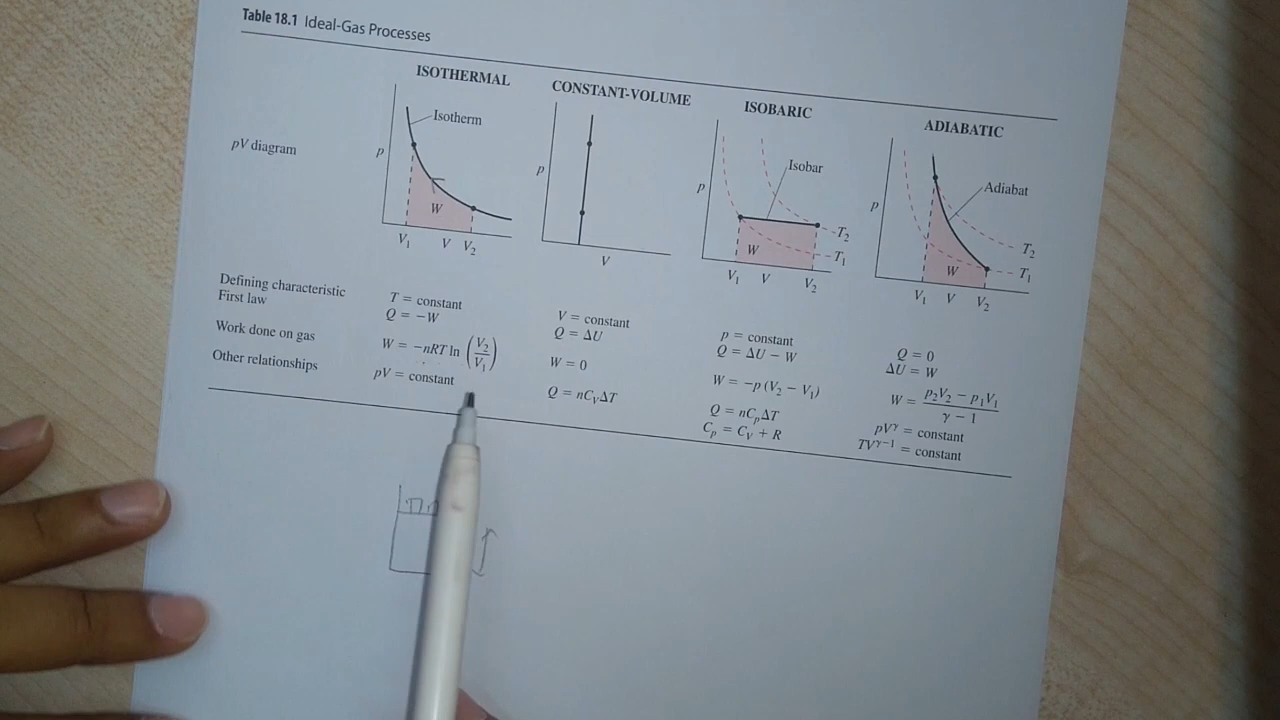 Table 18.1 Ideal-Gas Processes
ISOTHERMAL CONSTANT-VOLUME ISOBARIC ADIABATIC
pV diagram
p Isotherm W V₁ V V₂
p V
p Isobar W T₂ T₁ V₁ V V₂
p Adiabat W T₂ T₁ V₁ V V₂
Defining characteristic T = constant V = constant p = constant Q = 0
First law Q = −W Q = ΔU Q = ΔU − W ΔU = W
Work done on gas W = −nRT ln (V₂/V₁) W = 0 W = −p (V₂ − V₁) W = (p₂V₂ − p₁V₁)/(γ − 1)
Other relationships pV = constant Q = nC_VΔT Q = nC_pΔT pV^γ = constant
C_p = C_V + R TV^(γ−1) = constant